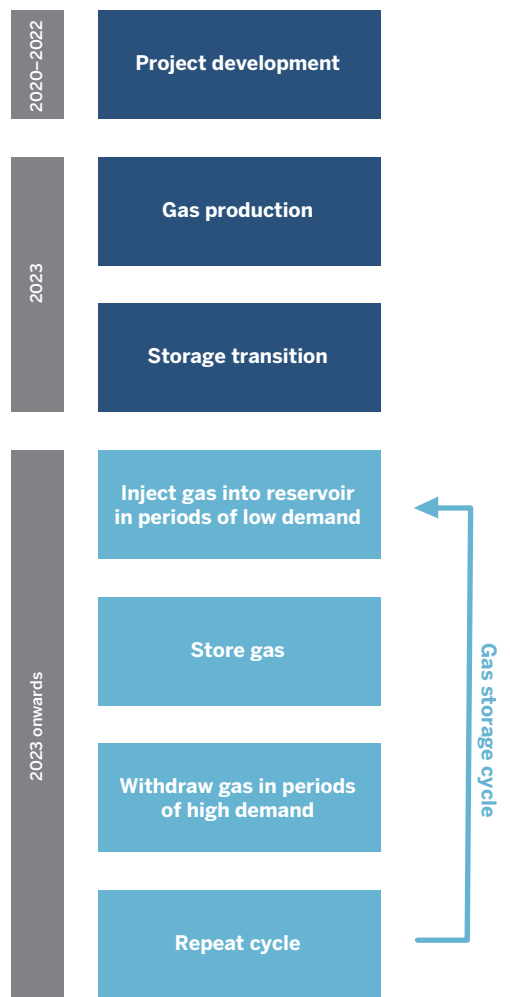 2020–2022
Project development
2023
Gas production
Storage transition
2023 onwards
Inject gas into reservoir
in periods of low demand
Store gas
Withdraw gas in periods
of high demand
Repeat cycle
Gas storage cycle